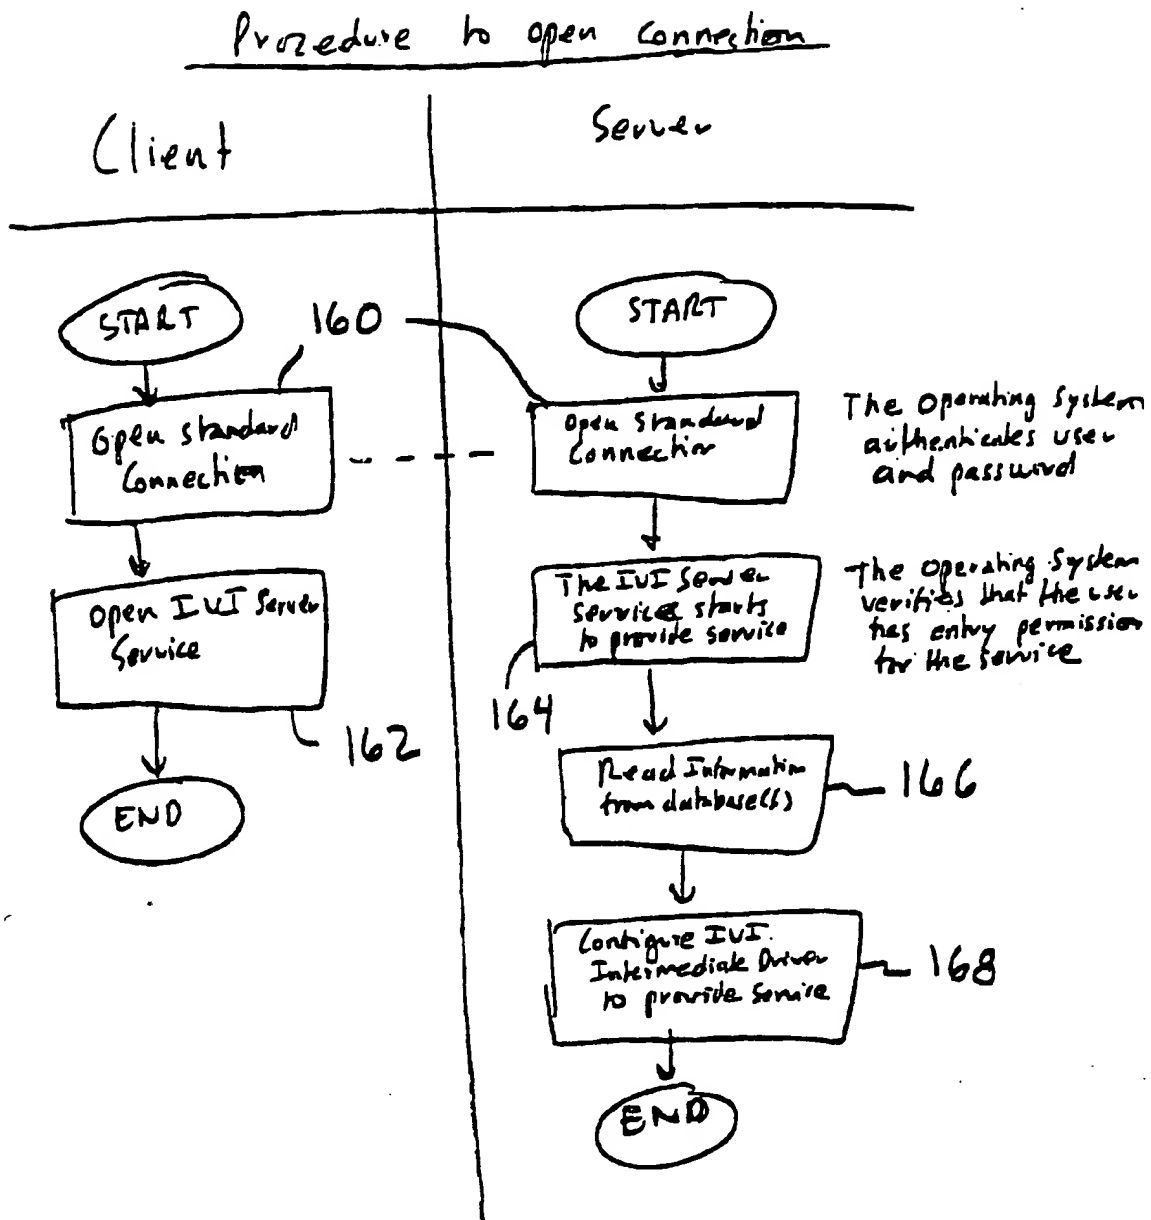 Procedure to open connection
Client
Server
START
160
Open standard
Connection
Open IVI Server
Service
162
END
START
Open Standard
Connection
The Operating System
authenticates user
and password
The IVI Server
Services starts
to provide service
The Operating System
verifies that the user
has entry permission
for the service
164
Read Information
from database(s)
166
Configure IVI
Intermediate Driver
to provide service
168
END